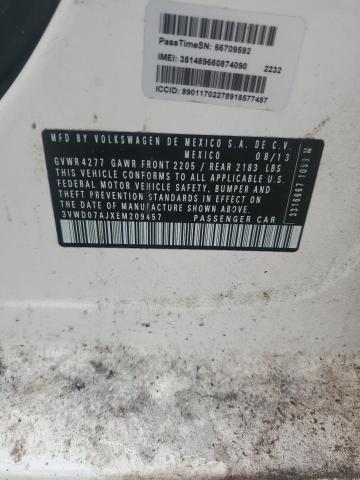 PassTimeSN: 66709592
IMEI: 351489660874090 2232
ICCID: 89011702278918577457
MFD BY VOLKSWAGEN DE MEXICO S.A. DE C.V.
MEXICO 08/13
GVWR 4277 GAWR FRONT 2205 / REAR 2183 LBS
THIS VEHICLE CONFORMS TO ALL APPLICABLE
FEDERAL MOTOR VEHICLE SAFETY, BUMPER AND
THEFT PREVENTION STANDARDS IN EFFECT ON THE
DATE OF MANUFACTURE SHOWN ABOVE.
3VWD07AJXEM209457 PASSENGER CAR
3316667